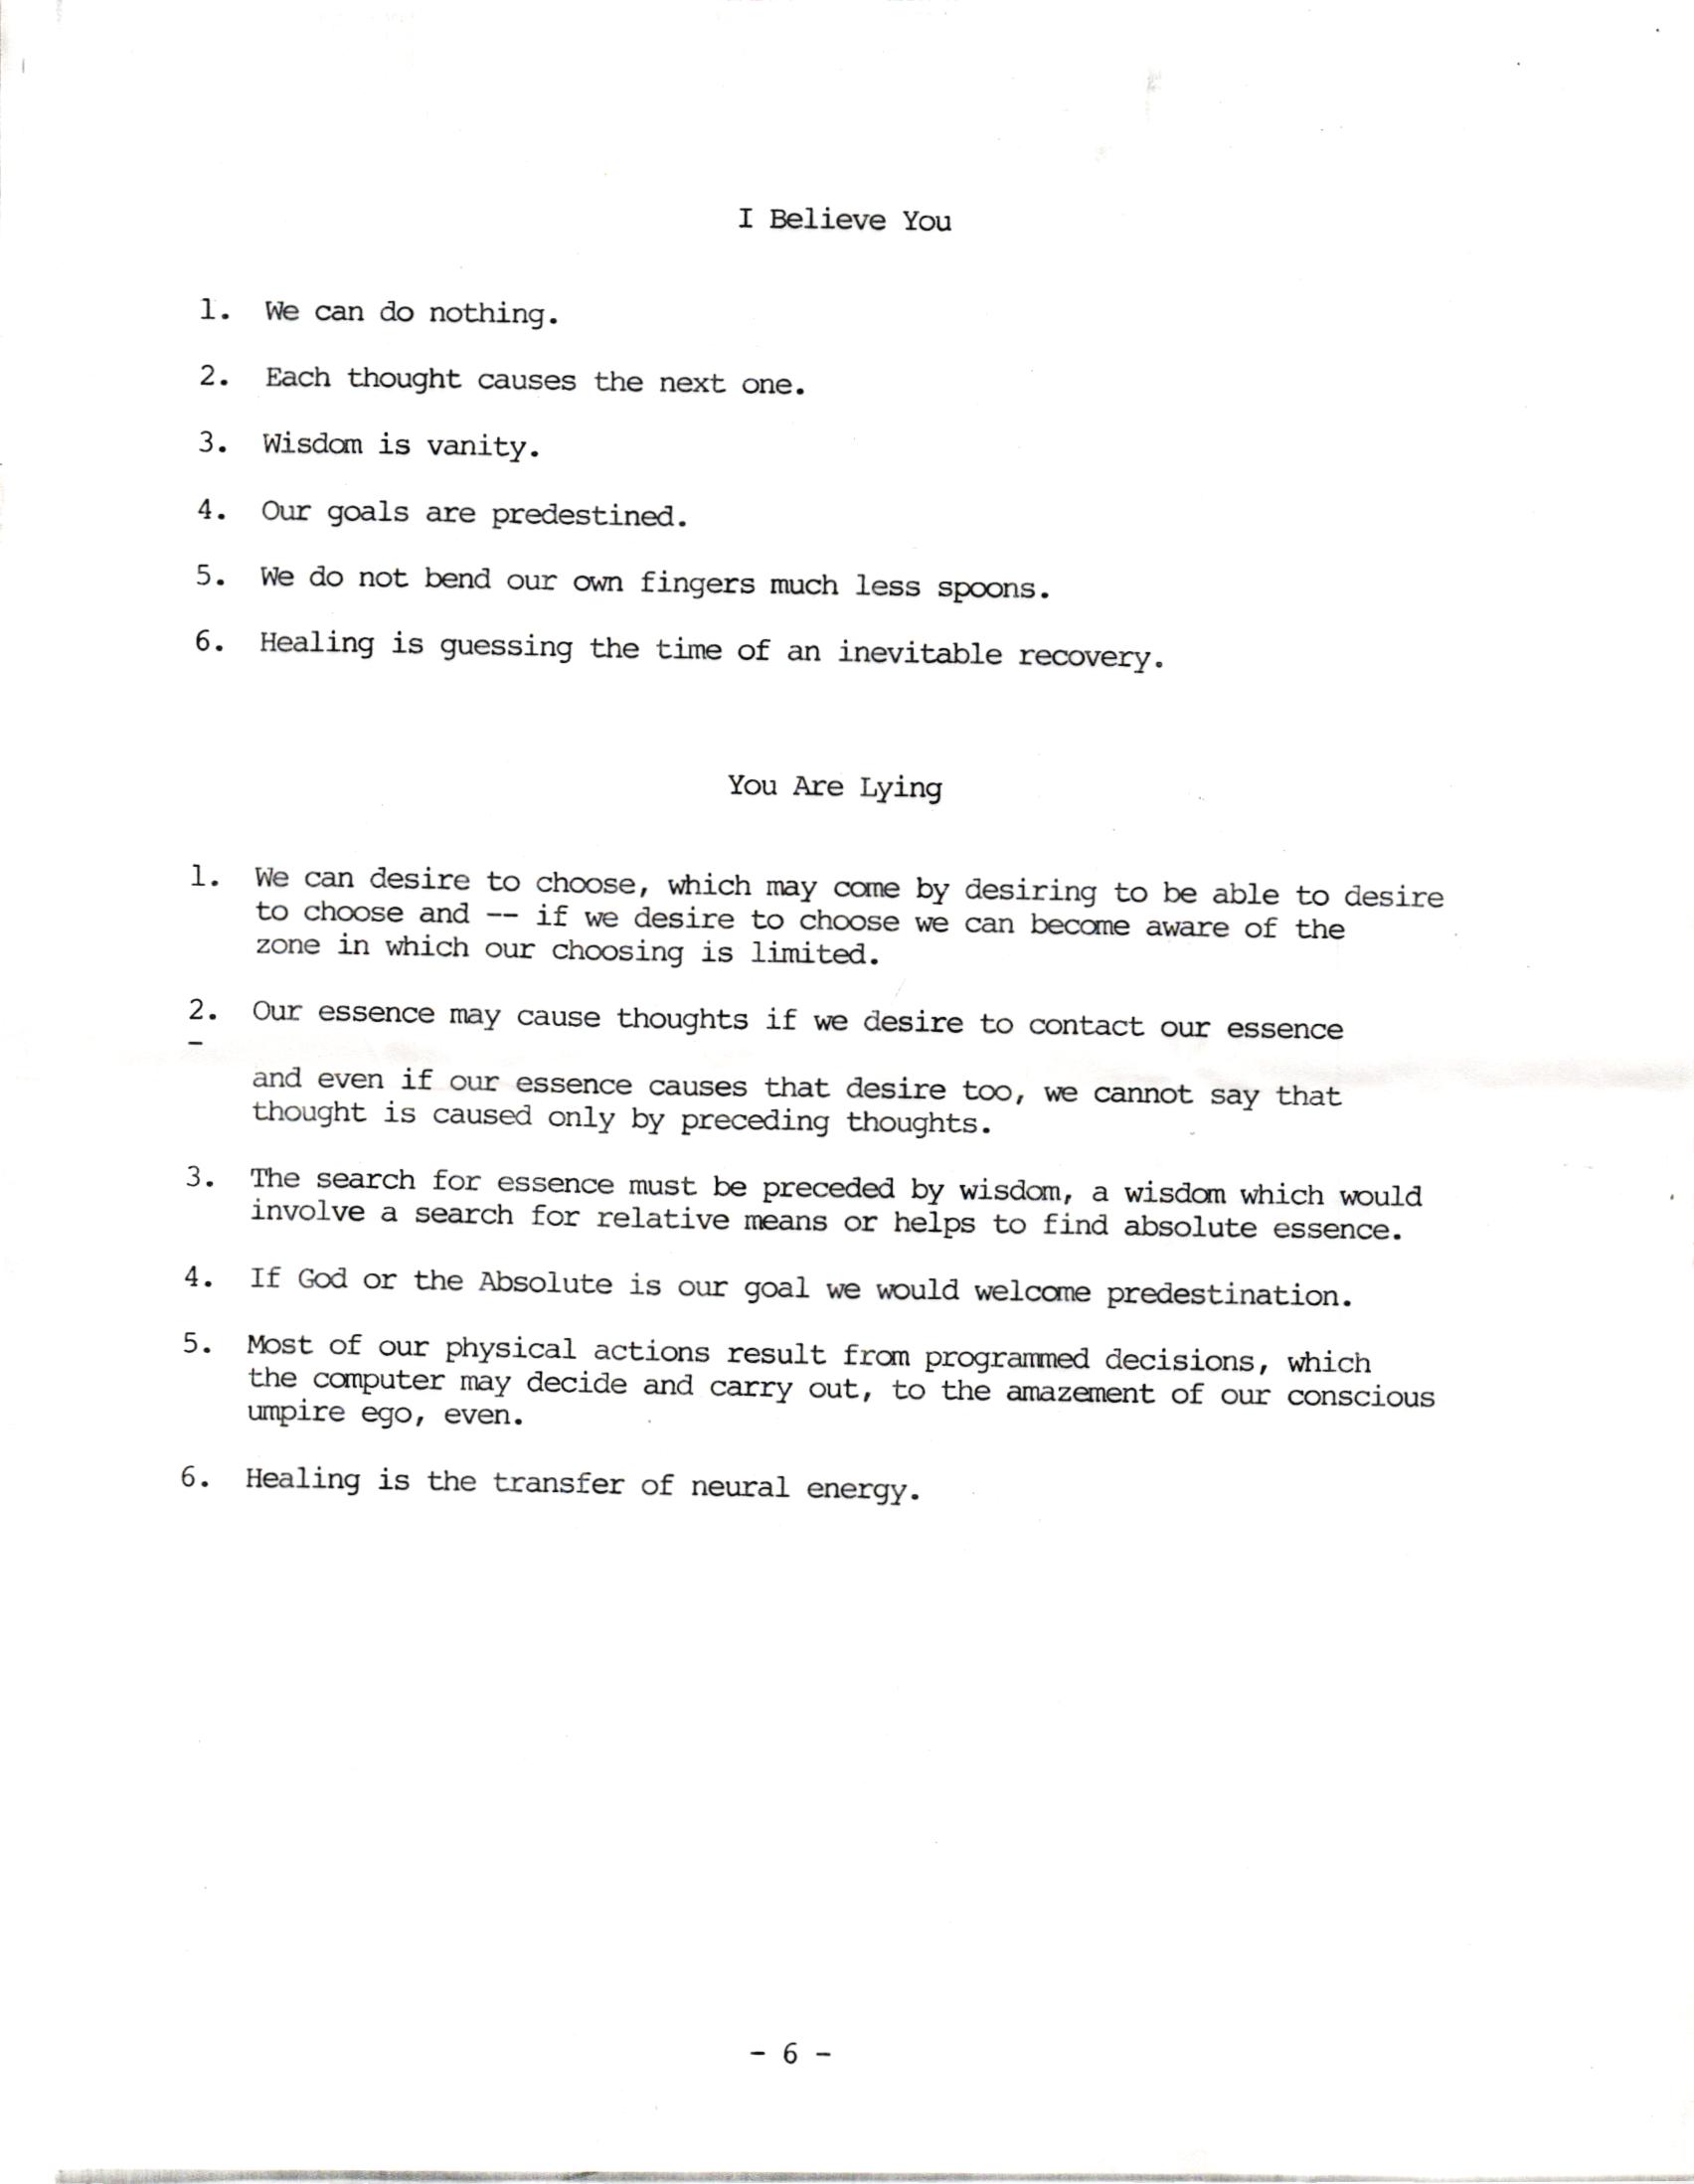 I Believe You
1. We can do nothing.
2. Each thought causes the next one.
3. Wisdom is vanity.
4. Our goals are predestined.
5. We do not bend our own fingers much less spoons.
6. Healing is guessing the time of an inevitable recovery.
You Are Lying
1. We can desire to choose, which may come by desiring to be able to desire
to choose and -- if we desire to choose we can become aware of the
zone in which our choosing is limited.
2. Our essence may cause thoughts if we desire to contact our essence
-
and even if our essence causes that desire too, we cannot say that
thought is caused only by preceding thoughts.
3. The search for essence must be preceded by wisdom, a wisdom which would
involve a search for relative means or helps to find absolute essence.
4. If God or the Absolute is our goal we would welcome predestination.
5. Most of our physical actions result from programmed decisions, which
the computer may decide and carry out, to the amazement of our conscious
umpire ego, even.
6. Healing is the transfer of neural energy.
- 6 -